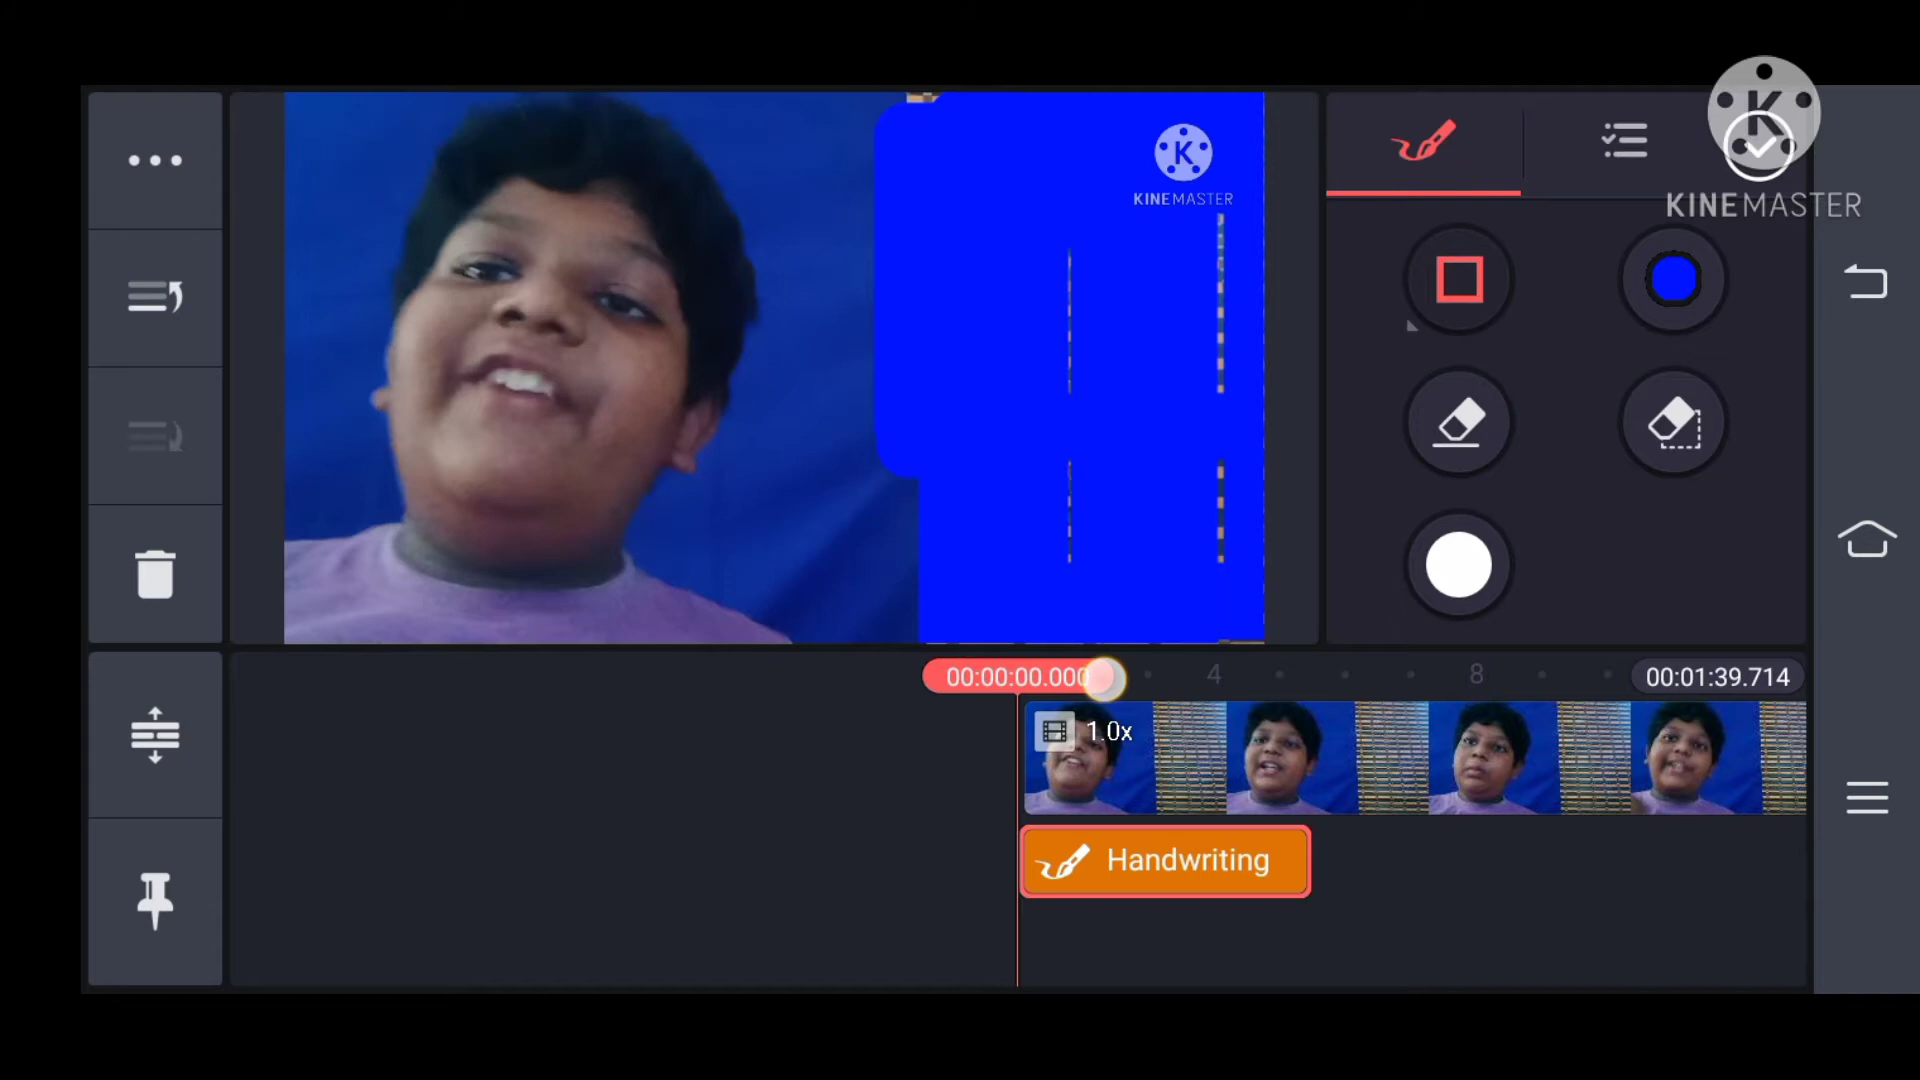 K
KINEMASTER
K
KINEMASTER
00:00:00.000
4
8
00:01:39.714
1.0x
Handwriting